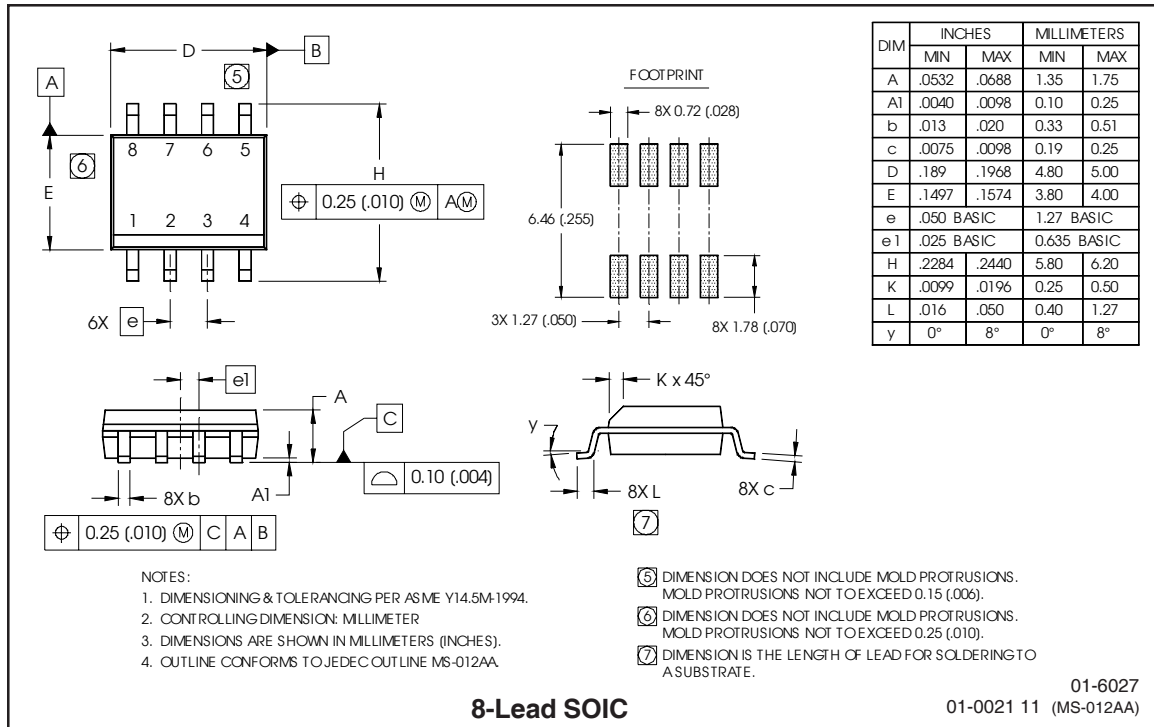 D
B
5
A
8 7 6 5
6
E
H
⌖ 0.25 (.010) Ⓜ AⓂ
1 2 3 4
6X e
FOOTPRINT
8X 0.72 (.028)
6.46 (.255)
3X 1.27 (.050)
8X 1.78 (.070)
DIM INCHES MILLIMETERS
MIN MAX MIN MAX
A .0532 .0688 1.35 1.75
A1 .0040 .0098 0.10 0.25
b .013 .020 0.33 0.51
c .0075 .0098 0.19 0.25
D .189 .1968 4.80 5.00
E .1497 .1574 3.80 4.00
e .050 BASIC 1.27 BASIC
e1 .025 BASIC 0.635 BASIC
H .2284 .2440 5.80 6.20
K .0099 .0196 0.25 0.50
L .016 .050 0.40 1.27
y 0° 8° 0° 8°
e1
A
C
⌓ 0.10 (.004)
8X b
A1
⌖ 0.25 (.010) Ⓜ C A B
K x 45°
y
8X L
7
8X c
NOTES:
1. DIMENSIONING & TOLERANCING PER ASME Y14.5M-1994.
2. CONTROLLING DIMENSION: MILLIMETER
3. DIMENSIONS ARE SHOWN IN MILLIMETERS (INCHES).
4. OUTLINE CONFORMS TO JEDEC OUTLINE MS-012AA.
5 DIMENSION DOES NOT INCLUDE MOLD PROTRUSIONS.
MOLD PROTRUSIONS NOT TO EXCEED 0.15 (.006).
6 DIMENSION DOES NOT INCLUDE MOLD PROTRUSIONS.
MOLD PROTRUSIONS NOT TO EXCEED 0.25 (.010).
7 DIMENSION IS THE LENGTH OF LEAD FOR SOLDERING TO
A SUBSTRATE.
8-Lead SOIC
01-6027
01-0021 11 (MS-012AA)